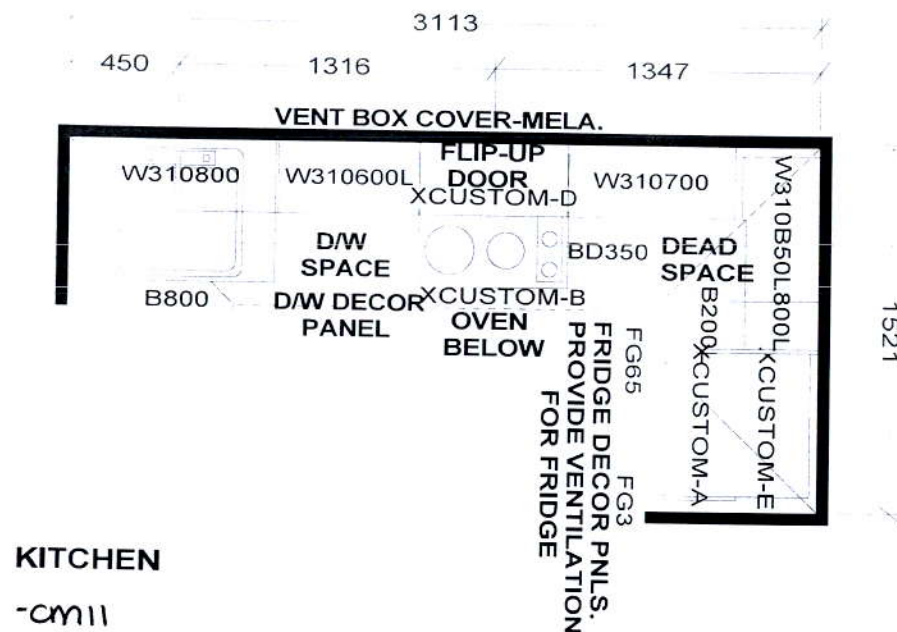 3113
450
1316
1347
VENT BOX COVER-MELA.
W310800
W310600L
FLIP-UP
DOOR
XCUSTOM-D
W310700
D/W
SPACE
BD350
DEAD
SPACE
B800
D/W DECOR
PANEL
XCUSTOM-B
OVEN
BELOW
B200L
XCUSTOM-A
XCUSTOM-E
1521
FG65
FG3
FRIDGE DECOR PNLS.
PROVIDE VENTILATION
FOR FRIDGE
KITCHEN
-cm11